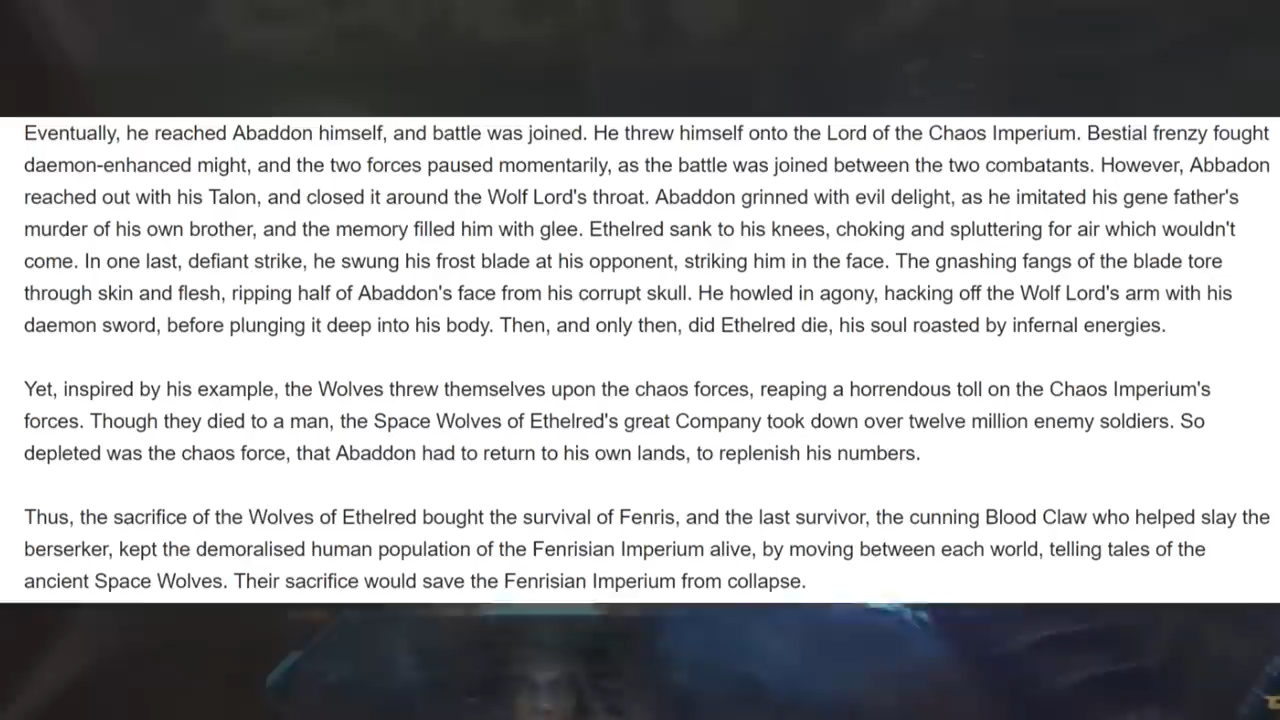 Eventually, he reached Abaddon himself, and battle was joined. He threw himself onto the Lord of the Chaos Imperium. Bestial frenzy fought
daemon-enhanced might, and the two forces paused momentarily, as the battle was joined between the two combatants. However, Abbadon
reached out with his Talon, and closed it around the Wolf Lord's throat. Abaddon grinned with evil delight, as he imitated his gene father's
murder of his own brother, and the memory filled him with glee. Ethelred sank to his knees, choking and spluttering for air which wouldn't
come. In one last, defiant strike, he swung his frost blade at his opponent, striking him in the face. The gnashing fangs of the blade tore
through skin and flesh, ripping half of Abaddon's face from his corrupt skull. He howled in agony, hacking off the Wolf Lord's arm with his
daemon sword, before plunging it deep into his body. Then, and only then, did Ethelred die, his soul roasted by infernal energies.
Yet, inspired by his example, the Wolves threw themselves upon the chaos forces, reaping a horrendous toll on the Chaos Imperium's
forces. Though they died to a man, the Space Wolves of Ethelred's great Company took down over twelve million enemy soldiers. So
depleted was the chaos force, that Abaddon had to return to his own lands, to replenish his numbers.
Thus, the sacrifice of the Wolves of Ethelred bought the survival of Fenris, and the last survivor, the cunning Blood Claw who helped slay the
berserker, kept the demoralised human population of the Fenrisian Imperium alive, by moving between each world, telling tales of the
ancient Space Wolves. Their sacrifice would save the Fenrisian Imperium from collapse.